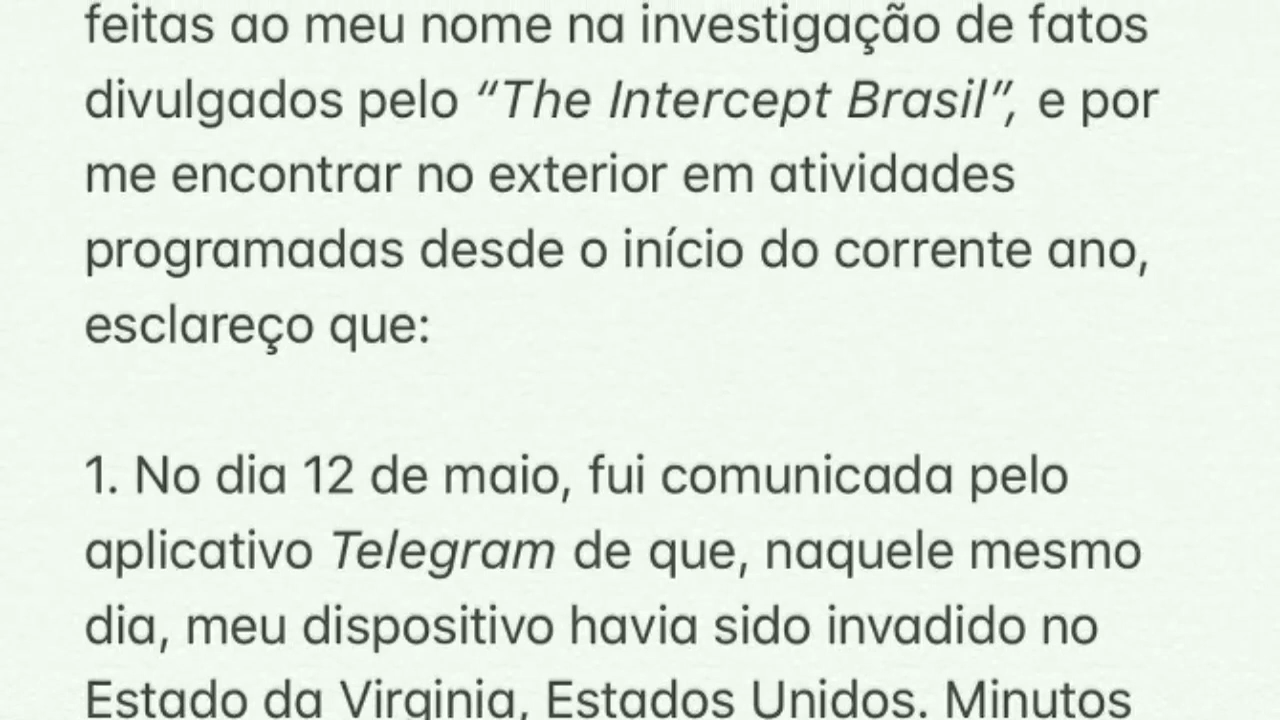 feitas ao meu nome na investigação de fatos
divulgados pelo “The Intercept Brasil”, e por
me encontrar no exterior em atividades
programadas desde o início do corrente ano,
esclareço que:
1. No dia 12 de maio, fui comunicada pelo
aplicativo Telegram de que, naquele mesmo
dia, meu dispositivo havia sido invadido no
Estado da Virginia, Estados Unidos. Minutos